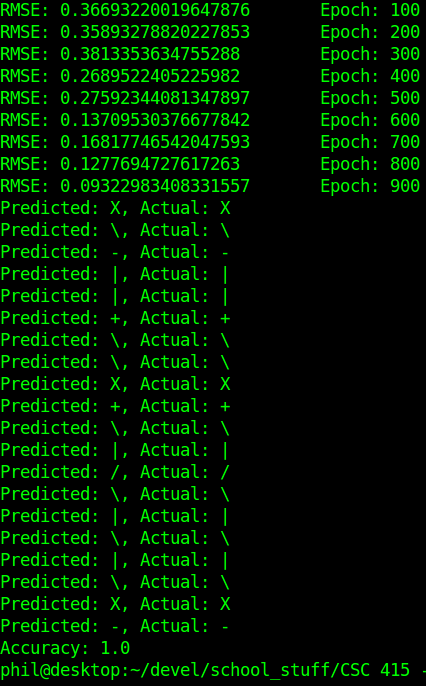 RMSE: 0.36693220019647876 Epoch: 100
RMSE: 0.35893278820227853 Epoch: 200
RMSE: 0.3813353634755288 Epoch: 300
RMSE: 0.2689522405225982 Epoch: 400
RMSE: 0.27592344081347897 Epoch: 500
RMSE: 0.13709530376677842 Epoch: 600
RMSE: 0.16817746542047593 Epoch: 700
RMSE: 0.1277694727617263 Epoch: 800
RMSE: 0.09322983408331557 Epoch: 900
Predicted: X, Actual: X
Predicted: \, Actual: \
Predicted: -, Actual: -
Predicted: |, Actual: |
Predicted: |, Actual: |
Predicted: +, Actual: +
Predicted: \, Actual: \
Predicted: \, Actual: \
Predicted: X, Actual: X
Predicted: +, Actual: +
Predicted: \, Actual: \
Predicted: |, Actual: |
Predicted: /, Actual: /
Predicted: \, Actual: \
Predicted: |, Actual: |
Predicted: \, Actual: \
Predicted: |, Actual: |
Predicted: \, Actual: \
Predicted: X, Actual: X
Predicted: -, Actual: -
Accuracy: 1.0
phil@desktop:~/devel/school_stuff/CSC 415 -